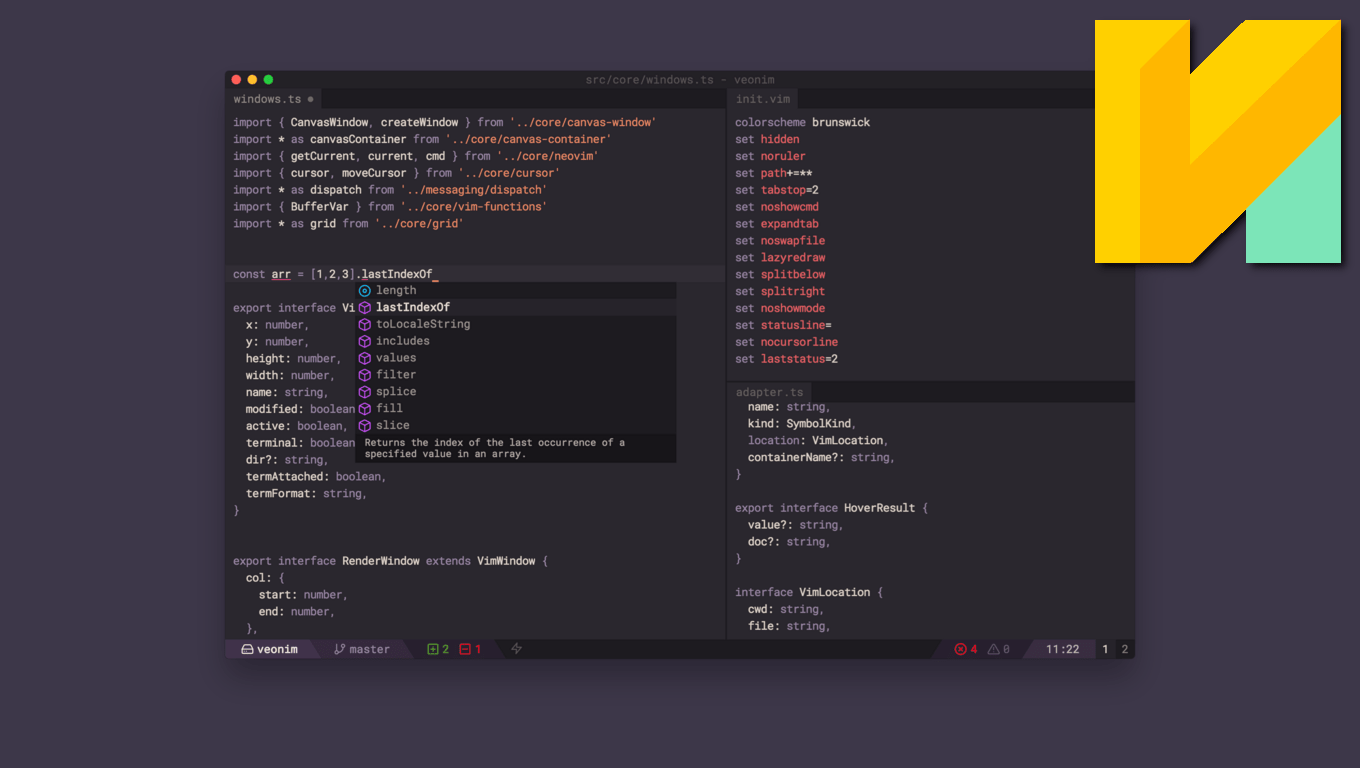 src/core/windows.ts - veonim
windows.ts
import { CanvasWindow, createWindow } from '../core/canvas-window'
import * as canvasContainer from '../core/canvas-container'
import { getCurrent, current, cmd } from '../core/neovim'
import { cursor, moveCursor } from '../core/cursor'
import * as dispatch from '../messaging/dispatch'
import { BufferVar } from '../core/vim-functions'
import * as grid from '../core/grid'
const arr = [1,2,3].lastIndexOf_
length
lastIndexOf
toLocaleString
includes
values
filter
splice
fill
slice
Returns the index of the last occurrence of a
specified value in an array.
export interface Vi
x: number,
y: number,
height: number,
width: number,
name: string,
modified: boolean
active: boolean,
terminal: boolean
dir?: string,
termAttached: boolean,
termFormat: string,
}
export interface RenderWindow extends VimWindow {
col: {
start: number,
end: number,
},
init.vim
colorscheme brunswick
set hidden
set noruler
set path+=**
set tabstop=2
set noshowcmd
set expandtab
set noswapfile
set lazyredraw
set splitbelow
set splitright
set noshowmode
set statusline=
set nocursorline
set laststatus=2
adapter.ts
name: string,
kind: SymbolKind,
location: VimLocation,
containerName?: string,
}
export interface HoverResult {
value?: string,
doc?: string,
}
interface VimLocation {
cwd: string,
file: string,
veonim master 2 1 4 0 11:22 1 2